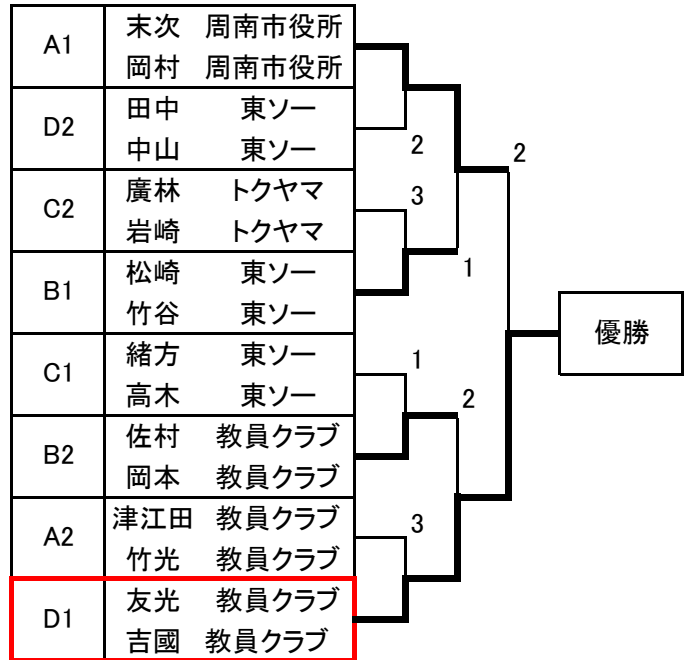 A1
末次 周南市役所
岡村 周南市役所
D2
田中 東ソー
中山 東ソー
2
2
C2
廣林 トクヤマ
岩崎 トクヤマ
3
B1
松崎 東ソー
竹谷 東ソー
1
優勝
C1
緒方 東ソー
高木 東ソー
1
2
B2
佐村 教員クラブ
岡本 教員クラブ
A2
津江田 教員クラブ
竹光 教員クラブ
3
D1
友光 教員クラブ
吉國 教員クラブ